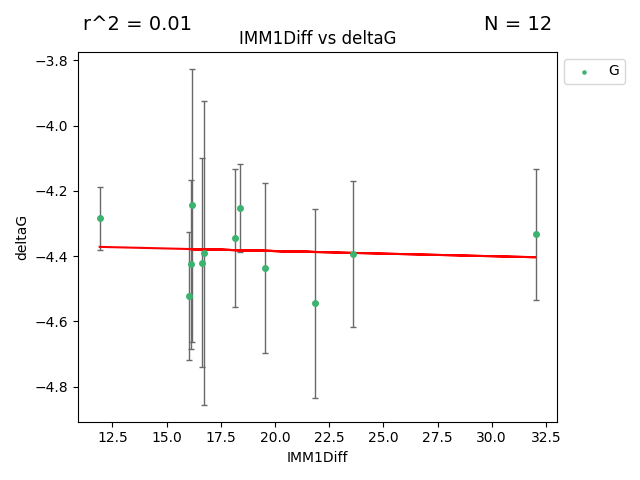 r^2 = 0.01
N = 12
IMM1Diff vs deltaG
G
deltaG
−3.8
−4.0
−4.2
−4.4
−4.6
−4.8
12.5 15.0 17.5 20.0 22.5 25.0 27.5 30.0 32.5
IMM1Diff